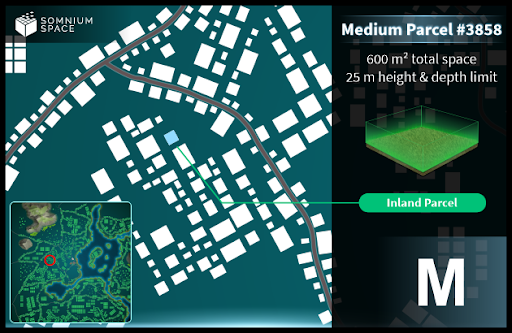 SOMNIUM
SPACE
Medium Parcel #3858
600 m² total space
25 m height & depth limit
Inland Parcel
M